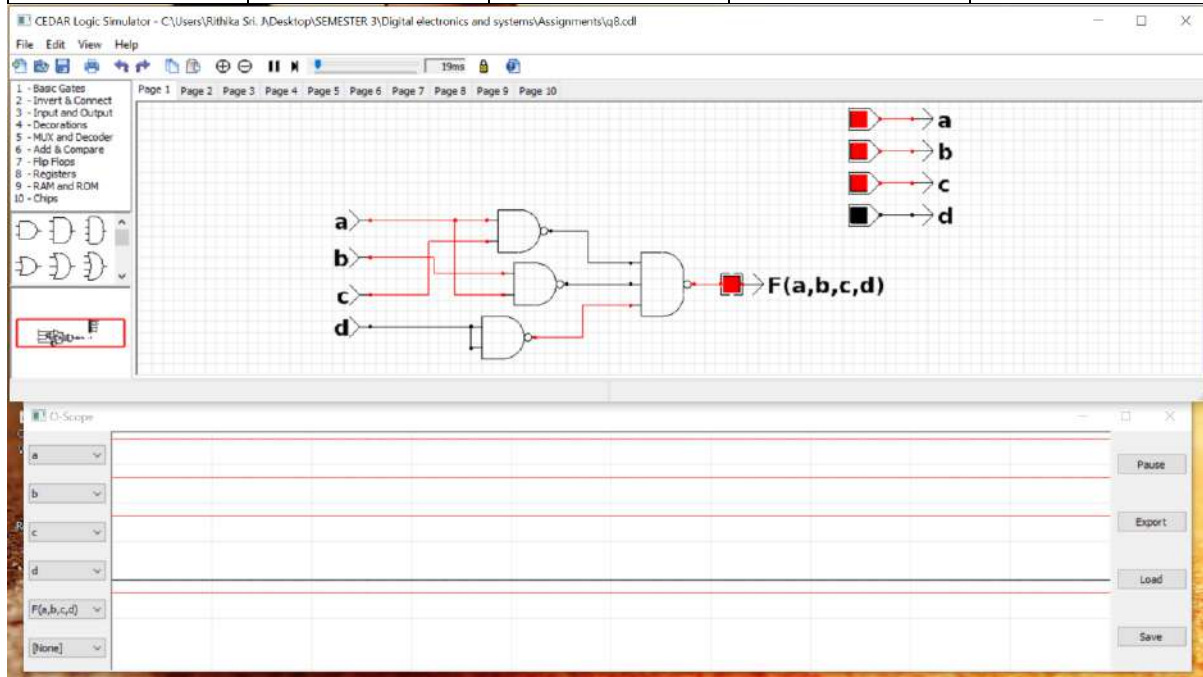 CEDAR Logic Simulator - C:\Users\Rithika Sri. J\Desktop\SEMESTER 3\Digital electronics and systems\Assignments\q8.cdl
File Edit View Help
19ms
1 - Basic Gates
2 - Invert & Connect
3 - Input and Output
4 - Decorations
5 - MUX and Decoder
6 - Add & Compare
7 - Flip Flops
8 - Registers
9 - RAM and ROM
10 - Chips
Page 1 Page 2 Page 3 Page 4 Page 5 Page 6 Page 7 Page 8 Page 9 Page 10
a
b
c
d
a
b
c
d
F(a,b,c,d)
O-Scope
a
b
c
d
F(a,b,c,d)
[None]
Pause
Export
Load
Save